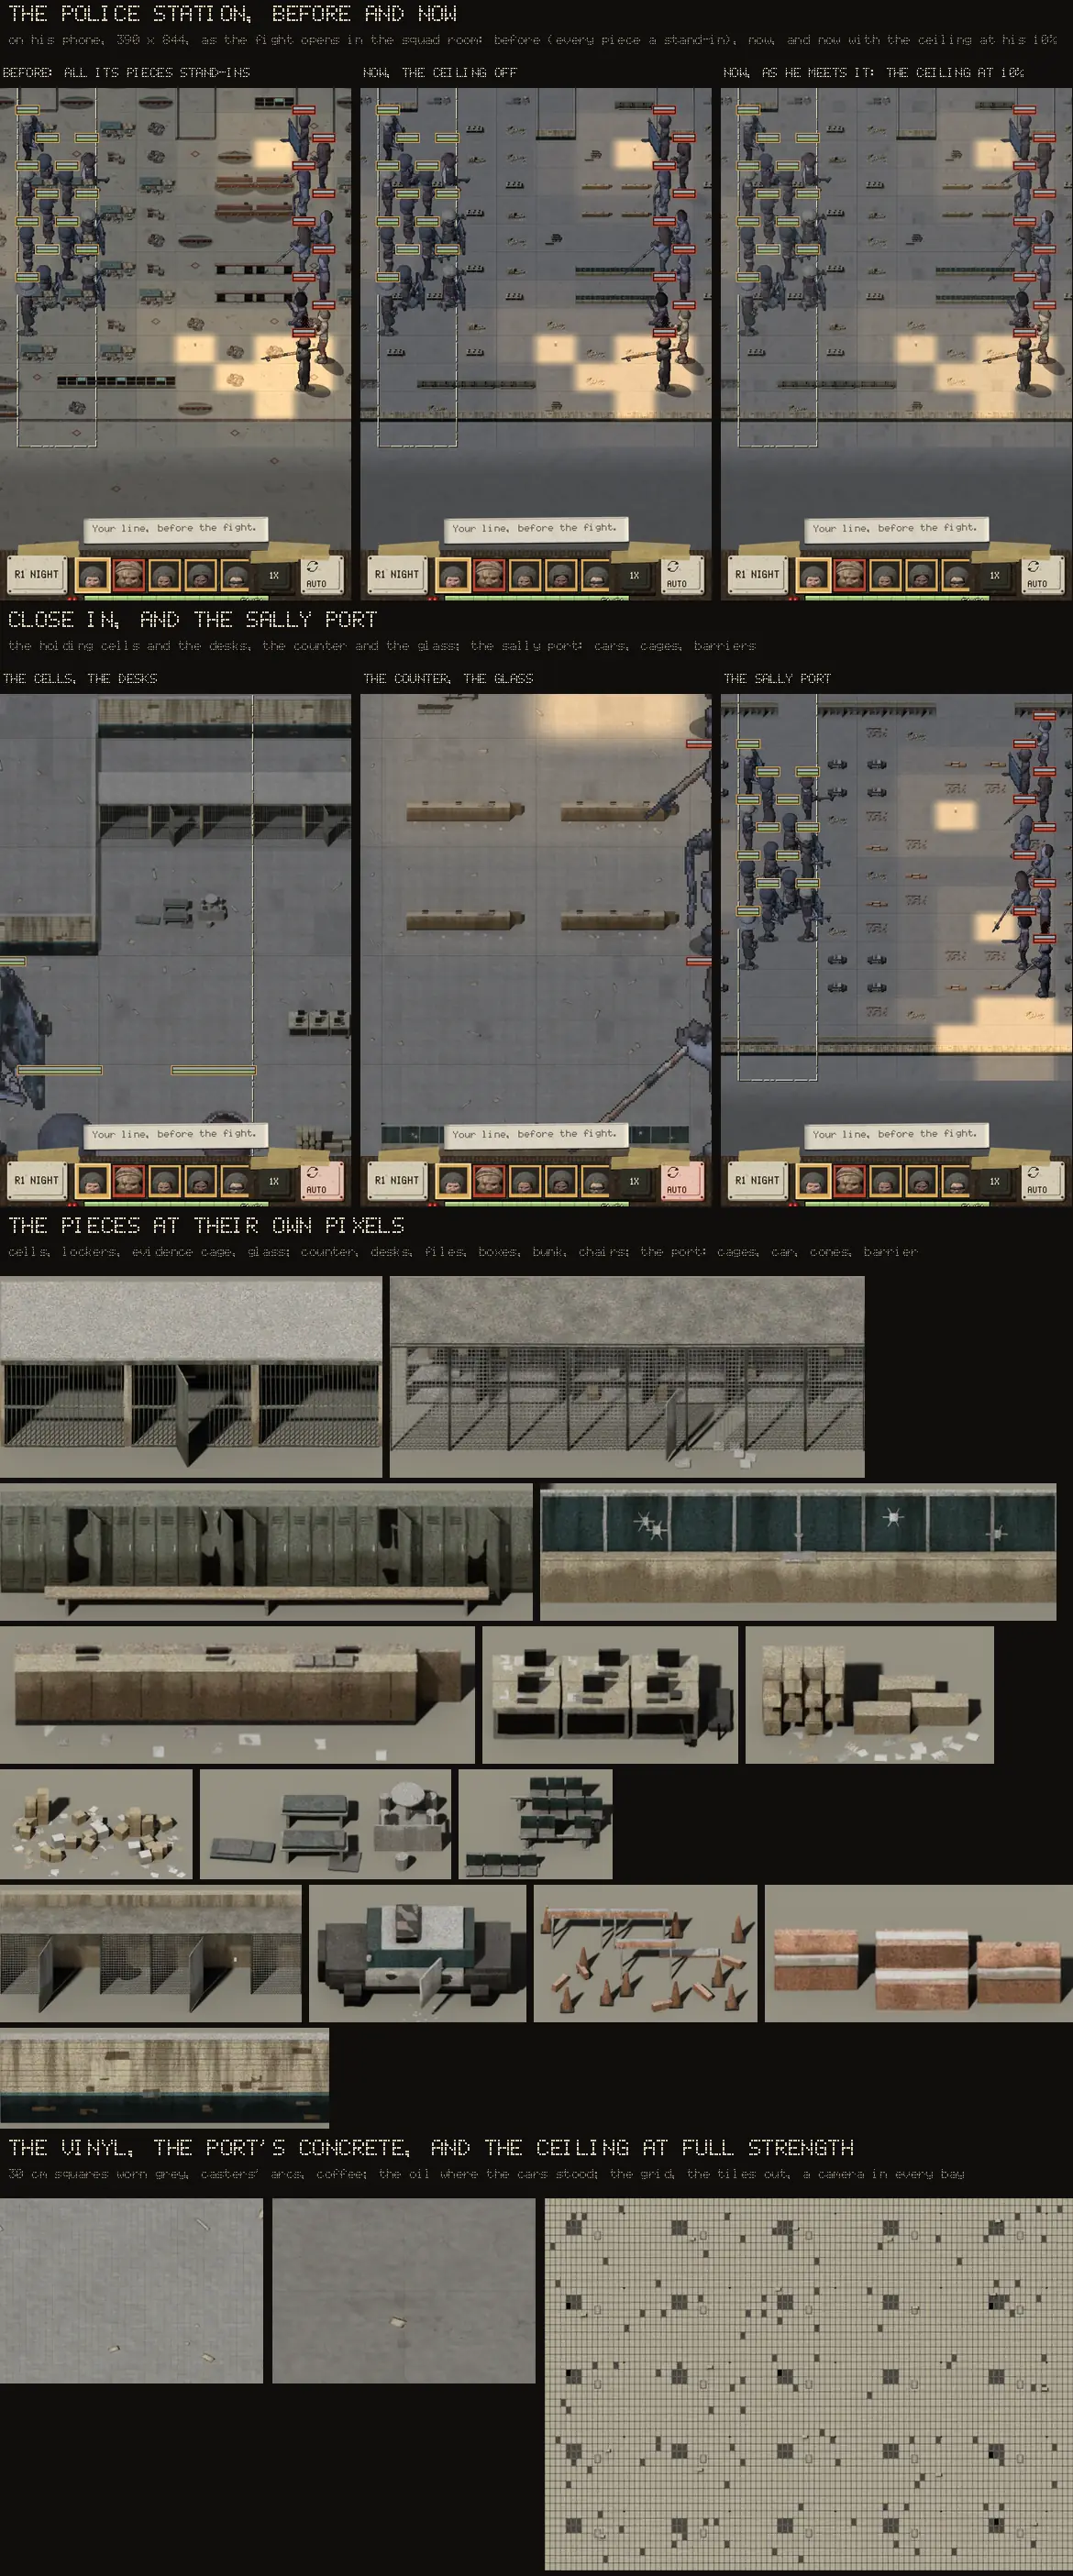 THE POLICE STATION, BEFORE AND NOW
on his phone, 390 x 844, as the fight opens in the squad room: before (every piece a stand-in), now, and now with the ceiling at his 10%
BEFORE: ALL ITS PIECES STAND-INS
NOW, THE CEILING OFF
NOW, AS HE MEETS IT: THE CEILING AT 10%
Your line, before the fight.
Your line, before the fight.
Your line, before the fight.
R1 NIGHT
1X
AUTO
R1 NIGHT
1X
AUTO
R1 NIGHT
1X
AUTO
CLOSE IN, AND THE SALLY PORT
the holding cells and the desks, the counter and the glass; the sally port: cars, cages, barriers
THE CELLS, THE DESKS
THE COUNTER, THE GLASS
THE SALLY PORT
Your line, before the fight.
Your line, before the fight.
Your line, before the fight.
R1 NIGHT
1X
AUTO
R1 NIGHT
1X
AUTO
R1 NIGHT
1X
AUTO
THE PIECES AT THEIR OWN PIXELS
cells, lockers, evidence cage, glass; counter, desks, files, boxes, bunk, chairs; the port: cages, car, cones, barrier
THE VINYL, THE PORT'S CONCRETE, AND THE CEILING AT FULL STRENGTH
30 cm squares worn grey, casters' arcs, coffee; the oil where the cars stood; the grid, the tiles out, a camera in every bay